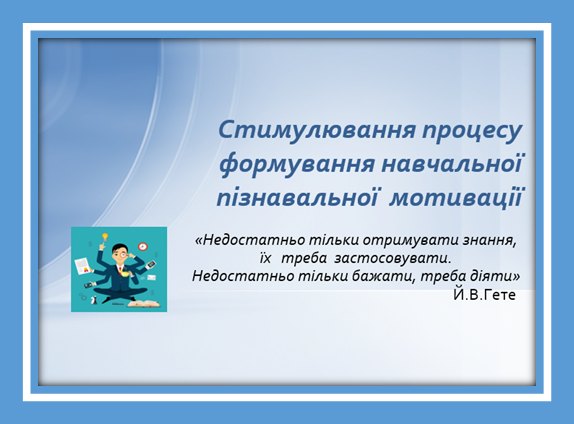 Стимулювання процесу
формування навчальної
пізнавальної мотивації
«Недостатньо тільки отримувати знання,
їх треба застосовувати.
Недостатньо тільки бажати, треба діяти»
Й.В.Гете